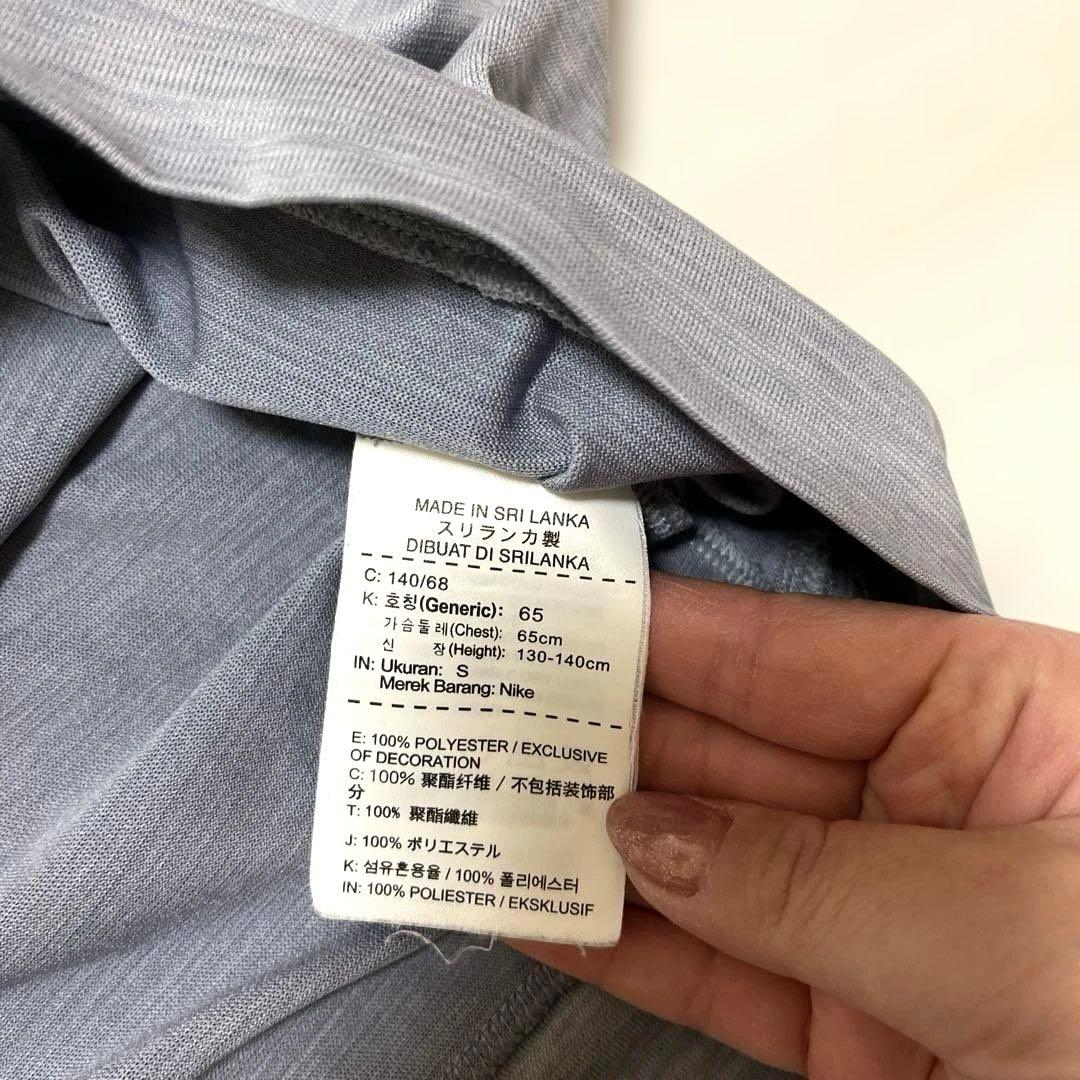 MADE IN SRI LANKA
スリランカ製
DIBUAT DI SRILANKA
C: 140/68
K: 호칭(Generic): 65
가슴둘레(Chest): 65cm
신 장(Height): 130-140cm
IN: Ukuran: S
Merek Barang: Nike
E: 100% POLYESTER / EXCLUSIVE
OF DECORATION
C: 100% 聚酯纤维 / 不包括装饰部
分
T: 100% 聚酯纖維
J: 100% ポリエステル
K: 섬유혼용율 / 100% 폴리에스터
IN: 100% POLIESTER / EKSKLUSIF